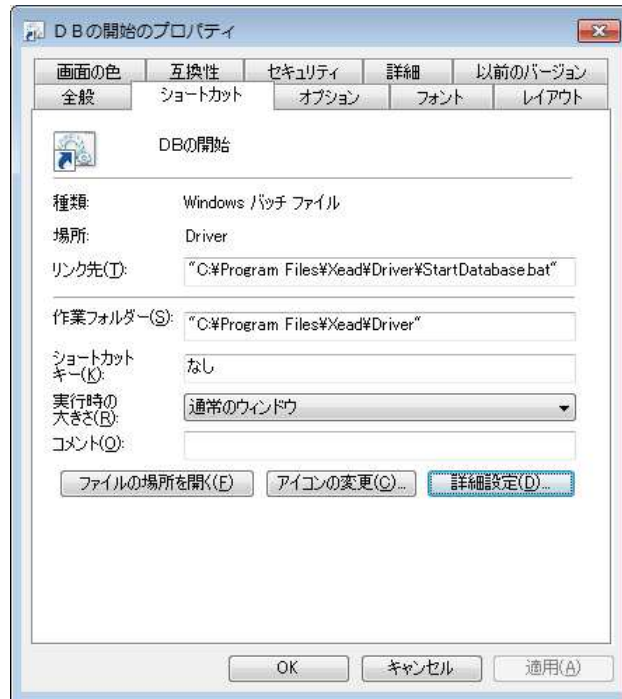 DBの開始のプロパティ
画面の色 互換性 セキュリティ 詳細 以前のバージョン
全般 ショートカット オプション フォント レイアウト
DBの開始
種類: Windows バッチ ファイル
場所: Driver
リンク先(T): "C:¥Program Files¥Xead¥Driver¥StartDatabase.bat"
作業フォルダー(S): "C:¥Program Files¥Xead¥Driver"
ショートカット
キー(K): なし
実行時の
大きさ(R): 通常のウィンドウ
コメント(O):
ファイルの場所を開く(F) アイコンの変更(C)... 詳細設定(D)...
OK キャンセル 適用(A)